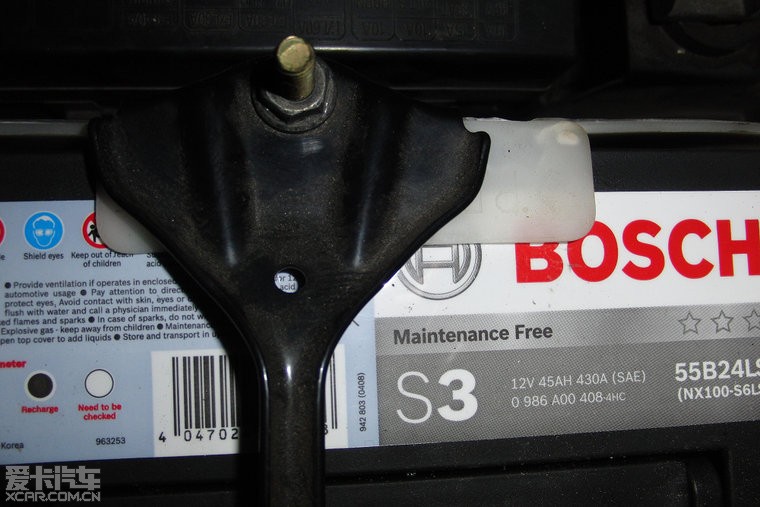 Shield eyes
Keep out of reach
of children
acid
● Provide ventilation if operates in enclosed
automotive usage ● Pay attention to direc
protect eyes, Avoid contact with skin, eyes or
flush with water and call a physician immediately
flames and sparks ● In case of sparks, do not
Explosive gas - keep away from children ● Maintenan
open top cover to add liquids ● Store and transport in u
meter
Recharge
Need to be
checked
Korea
963253
4 04702
942 803 (0408)
acid
BOSCH
Maintenance Free
S3
12V 45AH 430A (SAE)
0 986 A00 408-4HC
55B24LS
(NX100-S6LS
爱卡汽车
XCAR.COM.CN